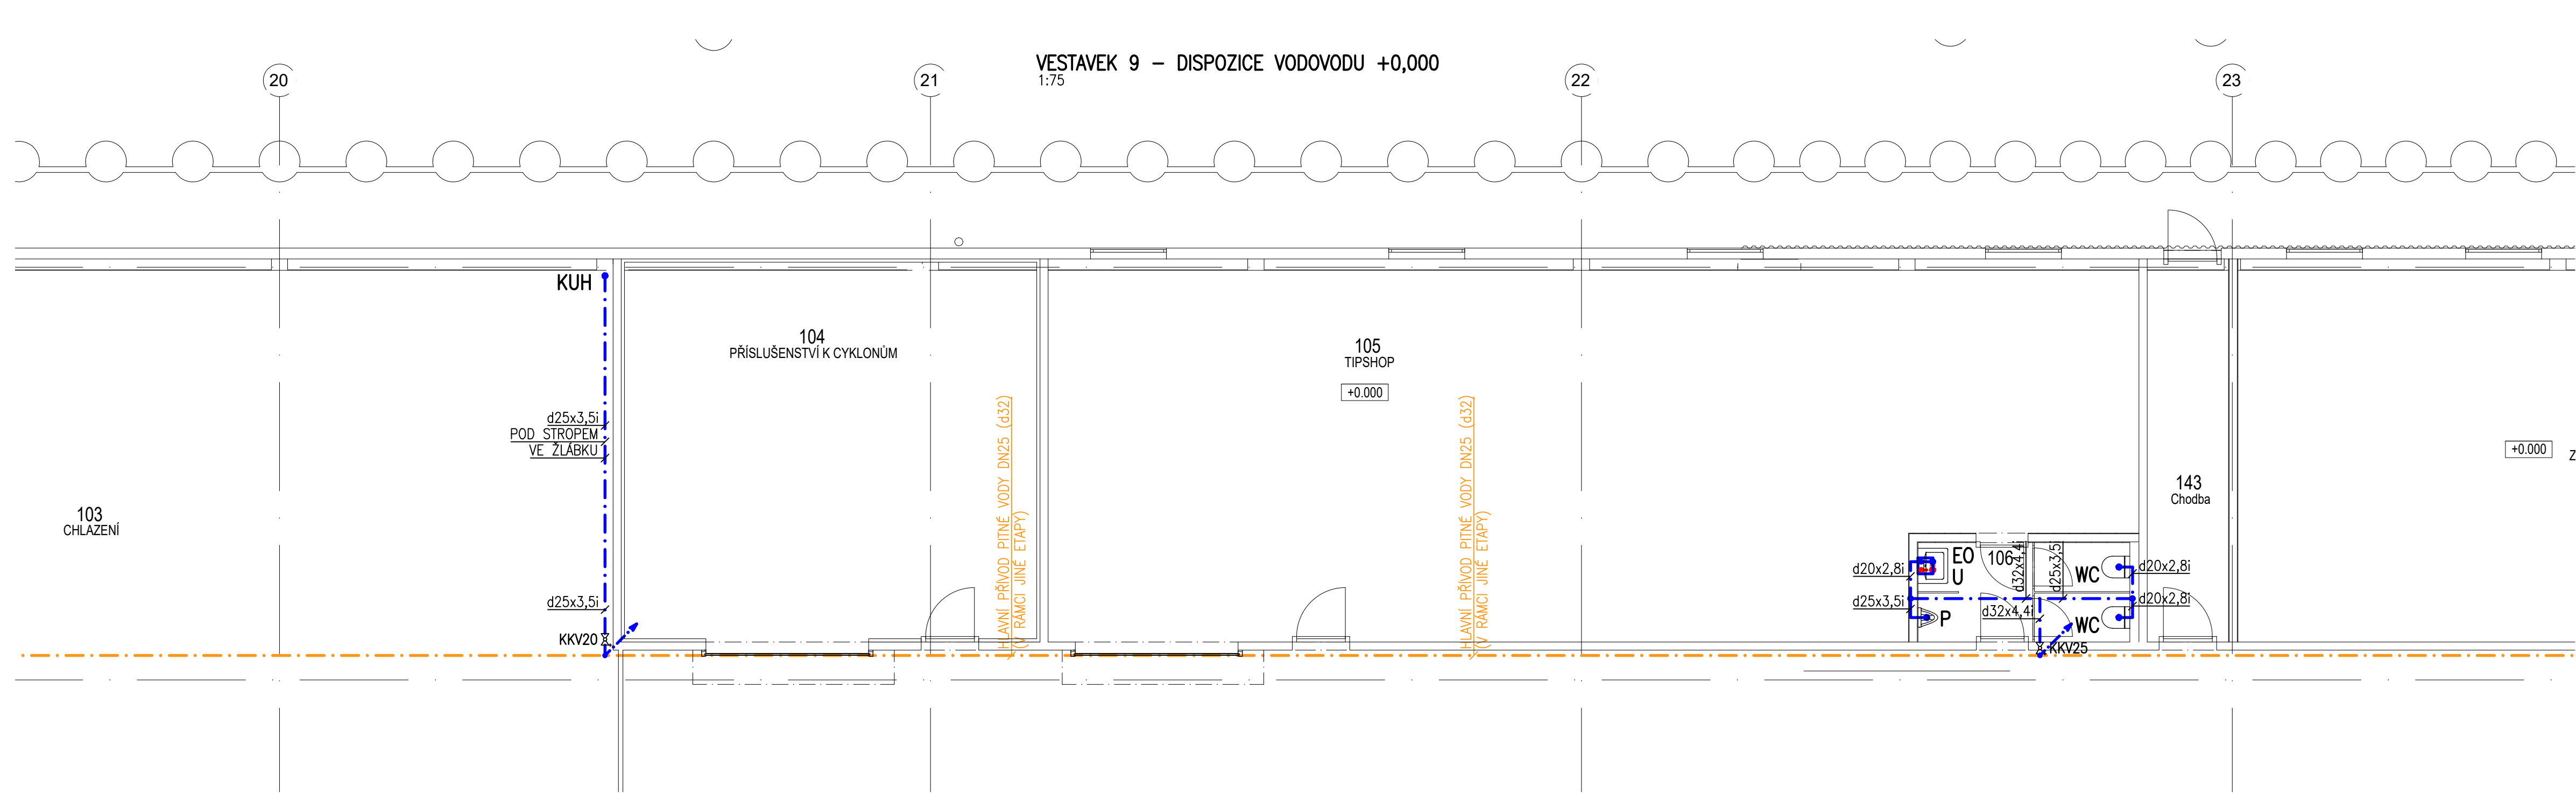 VESTAVEK 9 – DISPOZICE VODOVODU +0,000
1:75
20
21
22
23
KUH
104
PŘÍSLUŠENSTVÍ K CYKLONŮM
105
TIPSHOP
+0.000
d25x3,5i
POD STROPEM
VE ŽLÁBKU
103
CHLAZENÍ
d25x3,5i
KKV20
HLAVNÍ PŘÍVOD PITNÉ VODY DN25 (d32)
(V RÁMCI JINÉ ETAPY)
HLAVNÍ PŘÍVOD PITNÉ VODY DN25 (d32)
(V RÁMCI JINÉ ETAPY)
+0.000
Z
143
Chodba
EO
U
106
d32x4,4i
d25x3,5i
WC
d20x2,8i
d20x2,8i
d25x3,5i
P
d32x4,4i
WC
d20x2,8i
KKV25